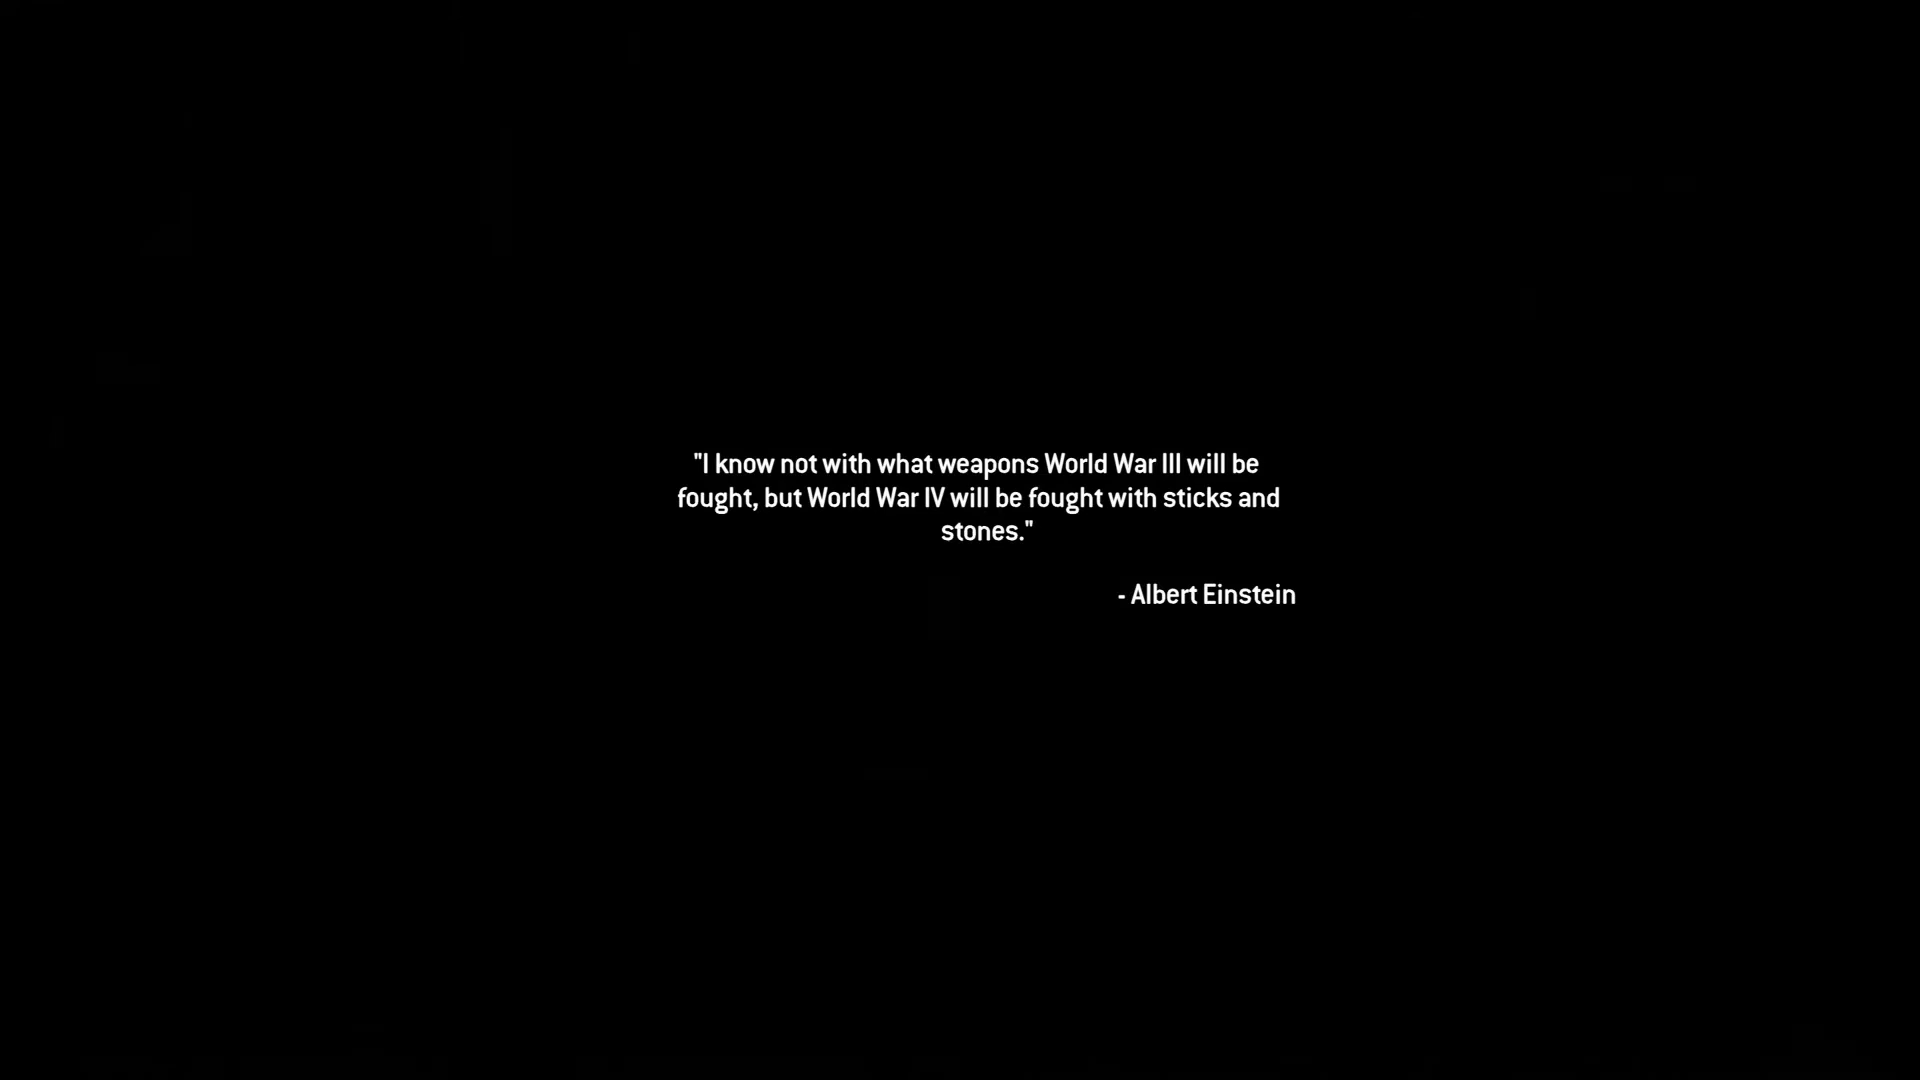 "I know not with what weapons World War III will be
fought, but World War IV will be fought with sticks and
stones."
- Albert Einstein